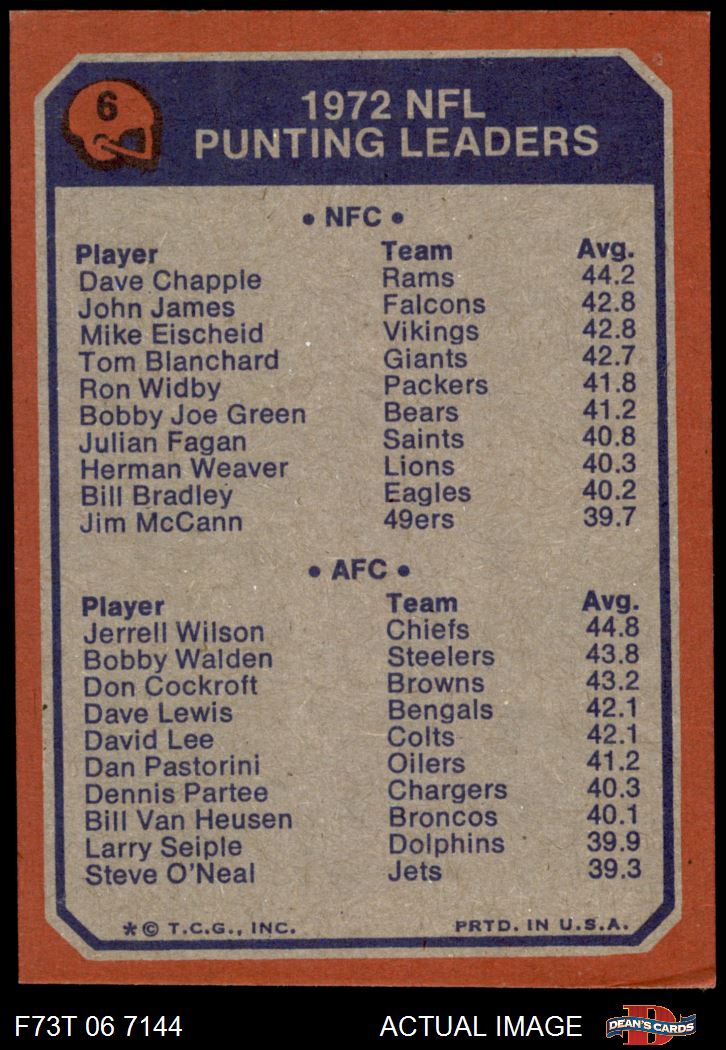 6
1972 NFL
PUNTING LEADERS
• NFC •
Player Team Avg.
Dave Chapple Rams 44.2
John James Falcons 42.8
Mike Eischeid Vikings 42.8
Tom Blanchard Giants 42.7
Ron Widby Packers 41.8
Bobby Joe Green Bears 41.2
Julian Fagan Saints 40.8
Herman Weaver Lions 40.3
Bill Bradley Eagles 40.2
Jim McCann 49ers 39.7
• AFC •
Player Team Avg.
Jerrell Wilson Chiefs 44.8
Bobby Walden Steelers 43.8
Don Cockroft Browns 43.2
Dave Lewis Bengals 42.1
David Lee Colts 42.1
Dan Pastorini Oilers 41.2
Dennis Partee Chargers 40.3
Bill Van Heusen Broncos 40.1
Larry Seiple Dolphins 39.9
Steve O'Neal Jets 39.3
* © T.C.G., INC. PRTD. IN U.S.A.
F73T 06 7144 ACTUAL IMAGE D DEAN'S CARDS